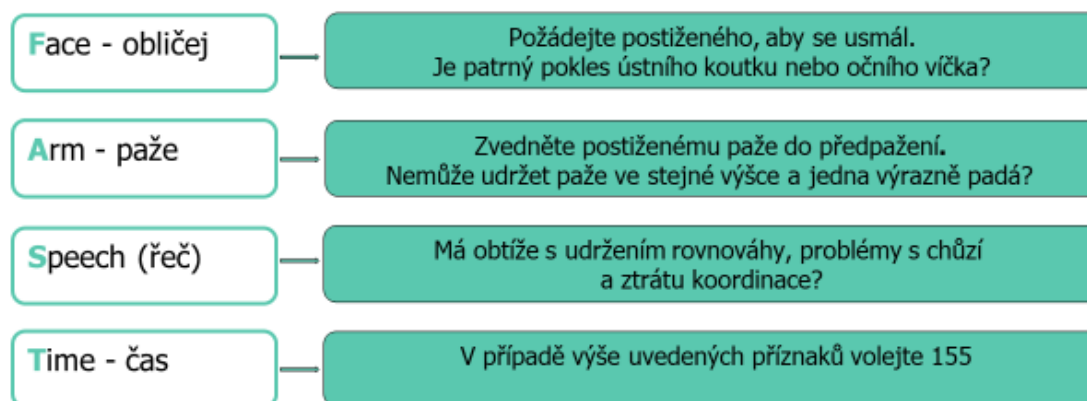 Face - obličej
Požádejte postiženého, aby se usmál.
Je patrný pokles ústního koutku nebo očního víčka?
Arm - paže
Zvedněte postiženému paže do předpažení.
Nemůže udržet paže ve stejné výšce a jedna výrazně padá?
Speech (řeč)
Má obtíže s udržením rovnováhy, problémy s chůzí
a ztrátu koordinace?
Time - čas
V případě výše uvedených příznaků volejte 155